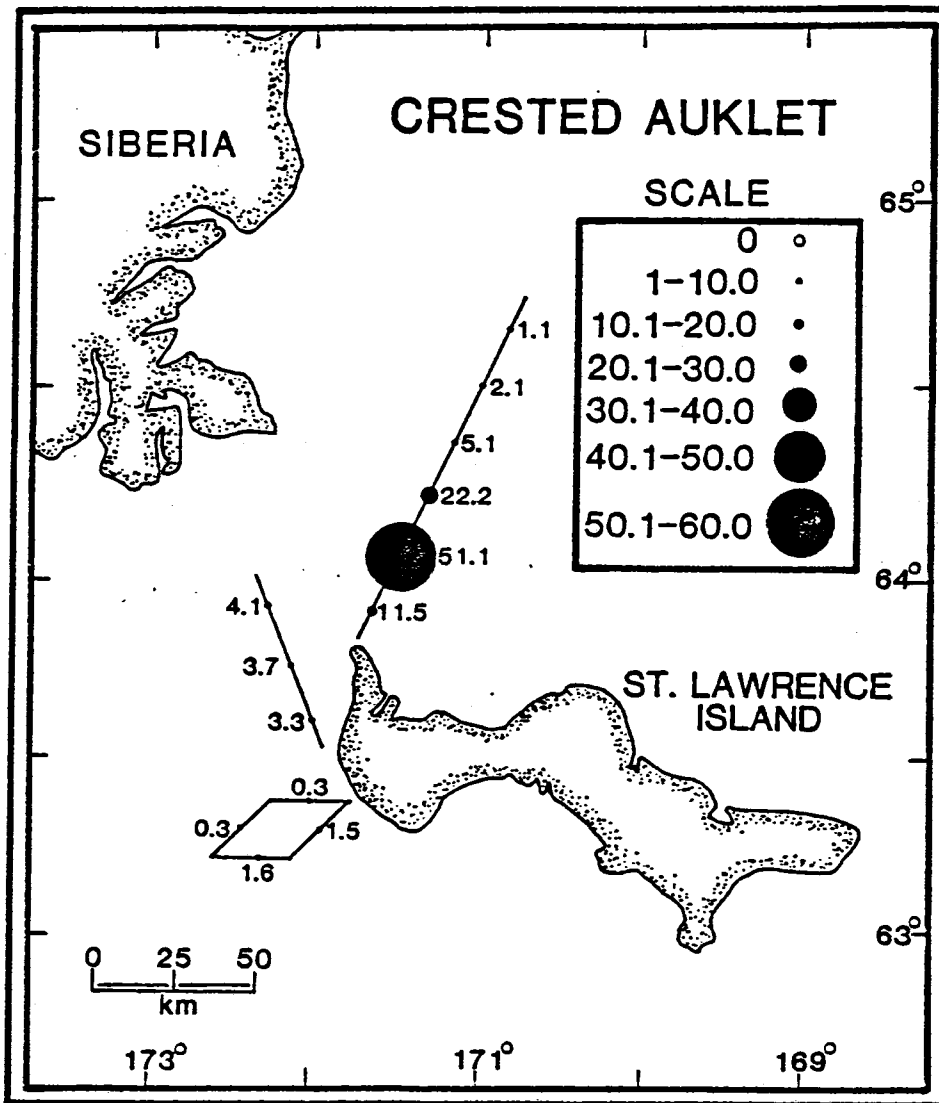 CRESTED AUKLET
SIBERIA
SCALE
0
1-10.0
10.1-20.0
20.1-30.0
30.1-40.0
40.1-50.0
50.1-60.0
65°
64°
63°
1.1
2.1
5.1
22.2
51.1
11.5
4.1
3.7
3.3
0.3
0.3
1.5
1.6
ST. LAWRENCE
ISLAND
0 25 50
km
173° 171° 169°